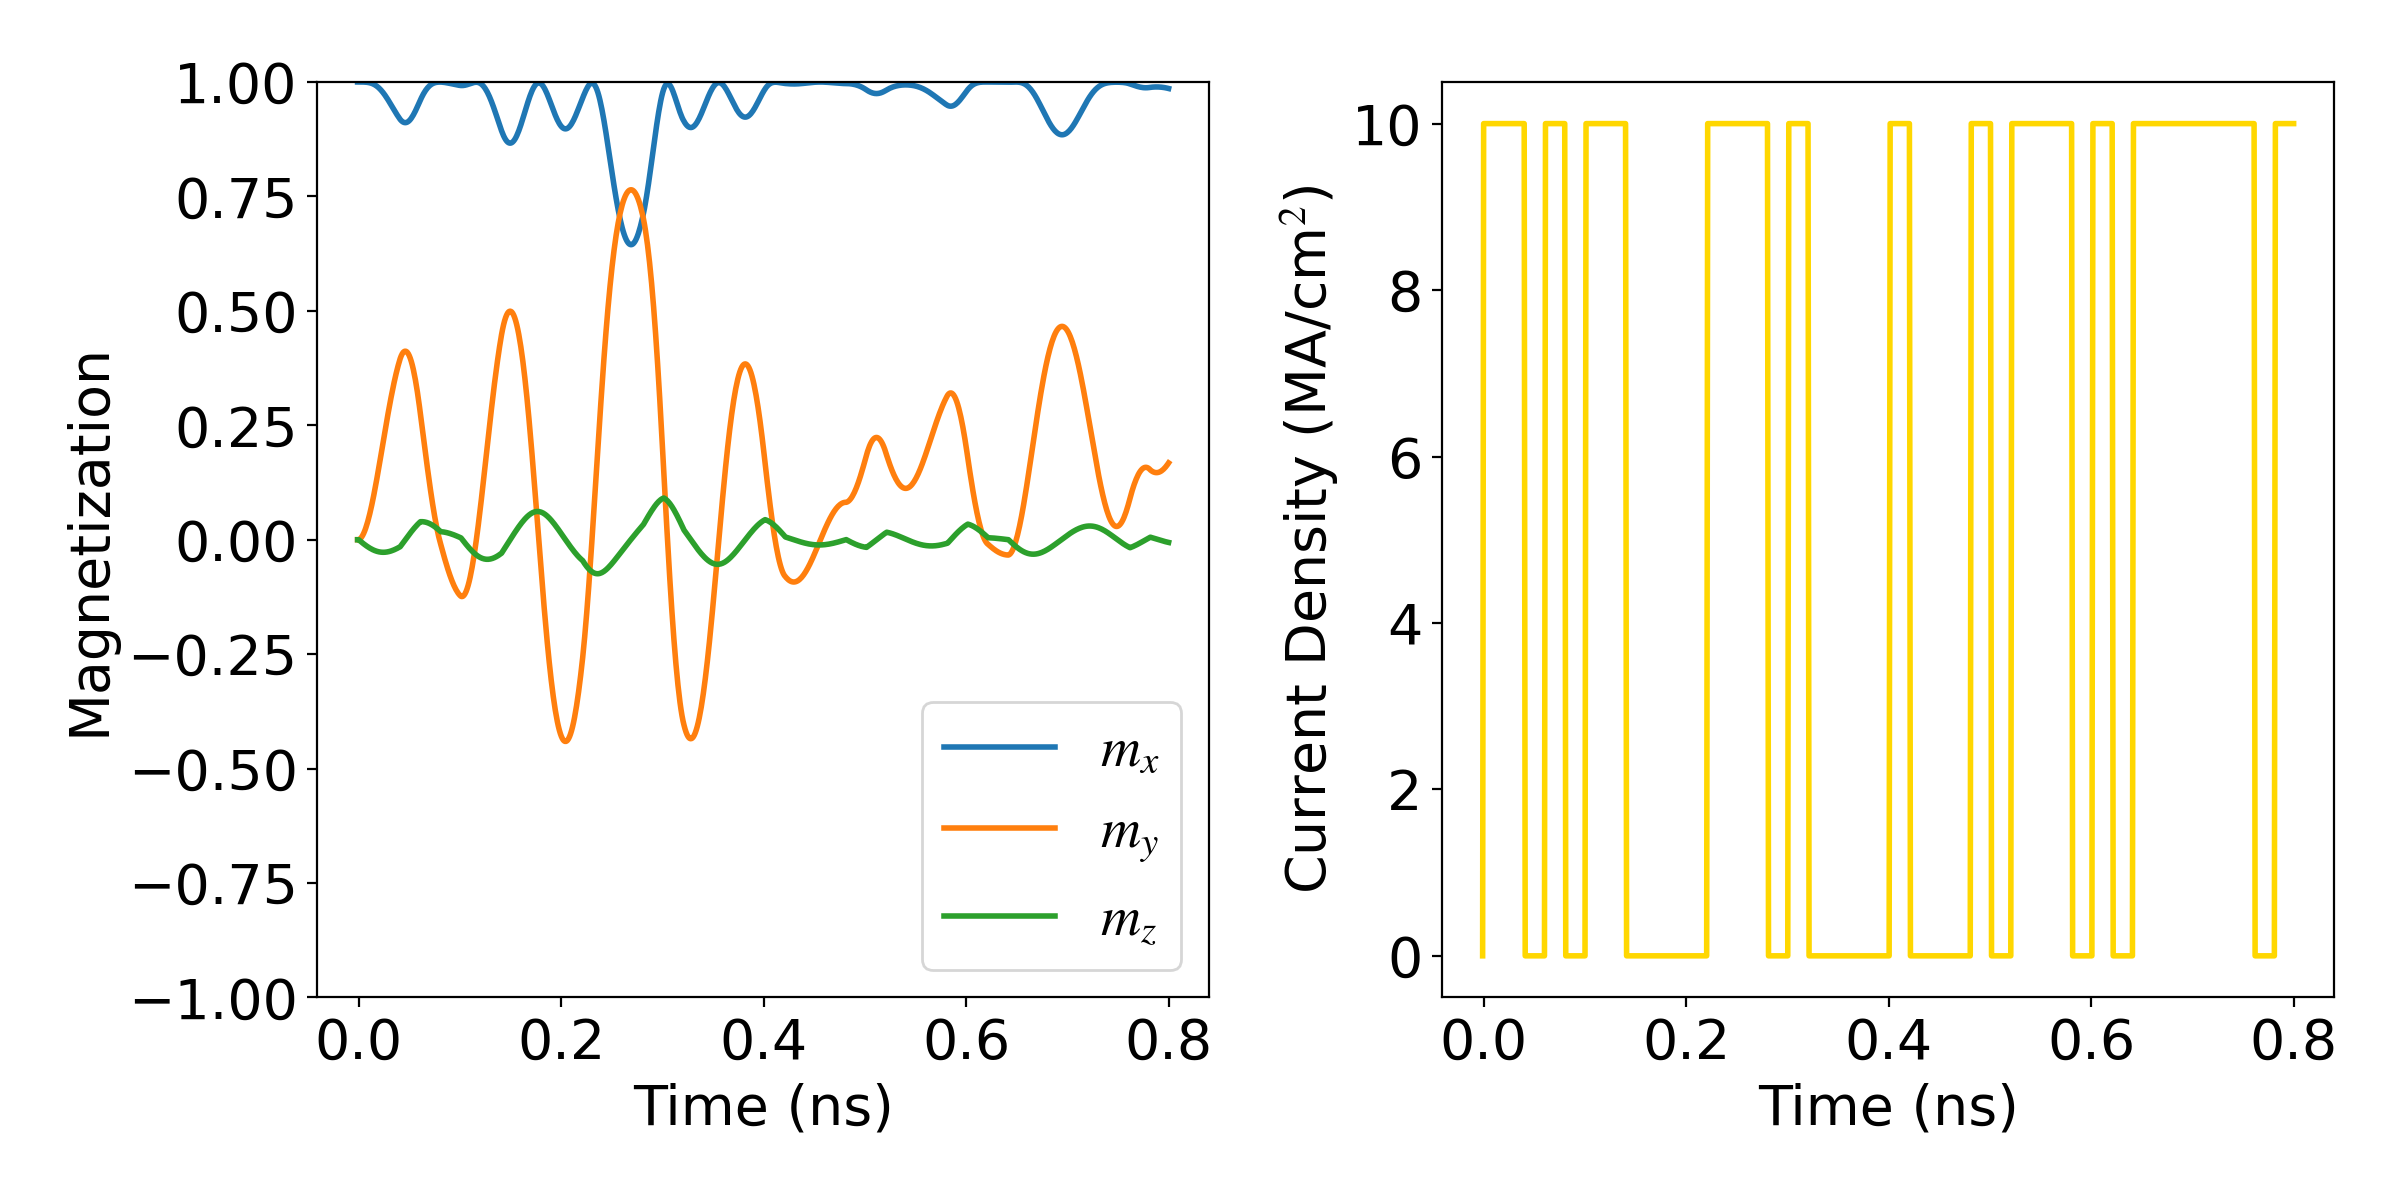 Magnetization
1.00
0.75
0.50
0.25
0.00
−0.25
−0.50
−0.75
−1.00
0.0 0.2 0.4 0.6 0.8
Time (ns)
m_x
m_y
m_z
Current Density (MA/cm²)
10
8
6
4
2
0
0.0 0.2 0.4 0.6 0.8
Time (ns)